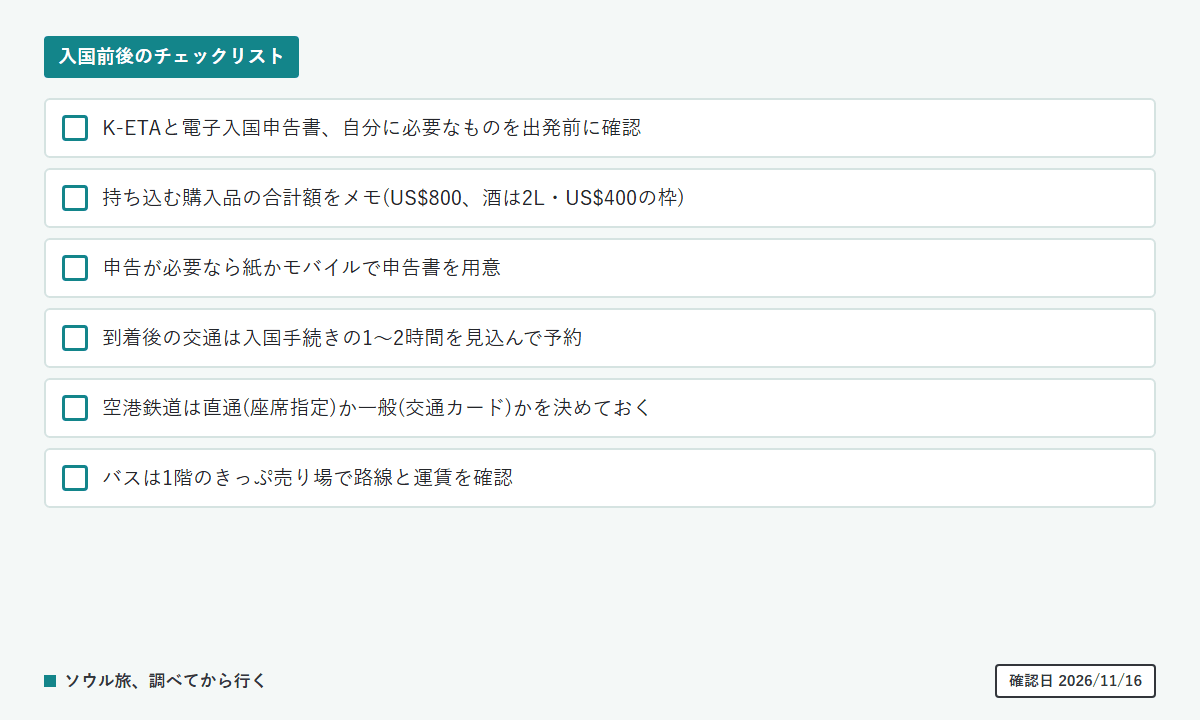 入国前後のチェックリスト
K-ETAと電子入国申告書、自分に必要なものを出発前に確認
持ち込む購入品の合計額をメモ(US$800、酒は2L・US$400の枠)
申告が必要なら紙かモバイルで申告書を用意
到着後の交通は入国手続きの1〜2時間を見込んで予約
空港鉄道は直通(座席指定)か一般(交通カード)かを決めておく
バスは1階のきっぷ売り場で路線と運賃を確認
ソウル旅、調べてから行く
確認日 2026/11/16